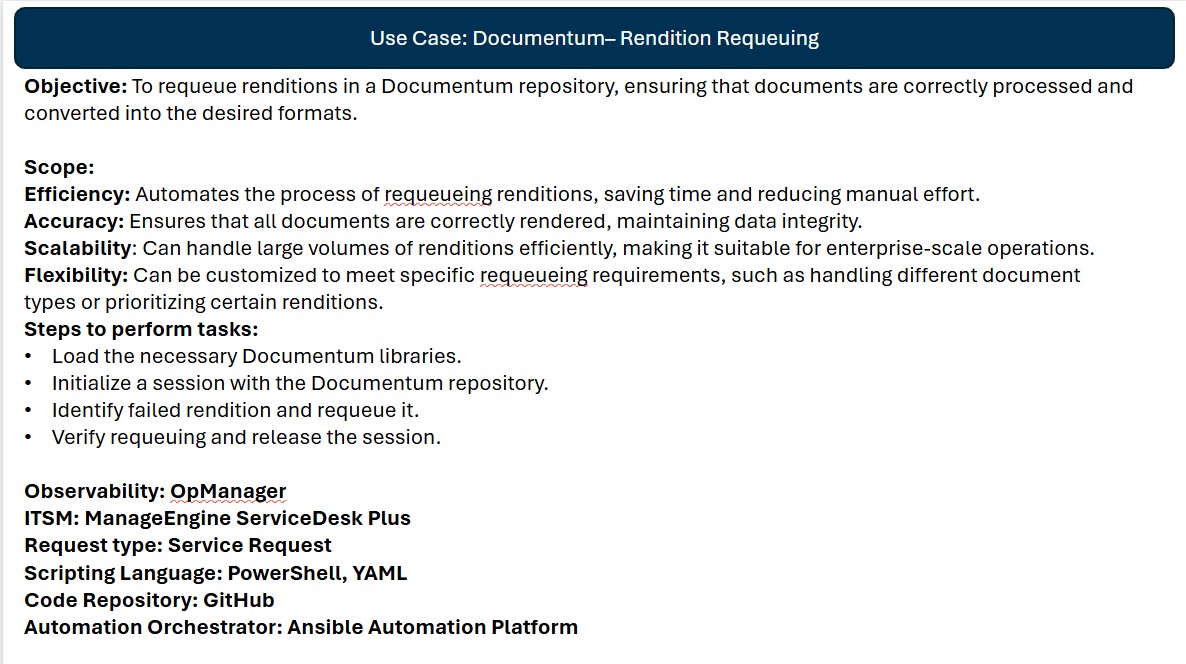 Use Case: Documentum– Rendition Requeuing
Objective: To requeue renditions in a Documentum repository, ensuring that documents are correctly processed and
converted into the desired formats.
Scope:
Efficiency: Automates the process of requeueing renditions, saving time and reducing manual effort.
Accuracy: Ensures that all documents are correctly rendered, maintaining data integrity.
Scalability: Can handle large volumes of renditions efficiently, making it suitable for enterprise-scale operations.
Flexibility: Can be customized to meet specific requeueing requirements, such as handling different document
types or prioritizing certain renditions.
Steps to perform tasks:
• Load the necessary Documentum libraries.
• Initialize a session with the Documentum repository.
• Identify failed rendition and requeue it.
• Verify requeuing and release the session.
Observability: OpManager
ITSM: ManageEngine ServiceDesk Plus
Request type: Service Request
Scripting Language: PowerShell, YAML
Code Repository: GitHub
Automation Orchestrator: Ansible Automation Platform